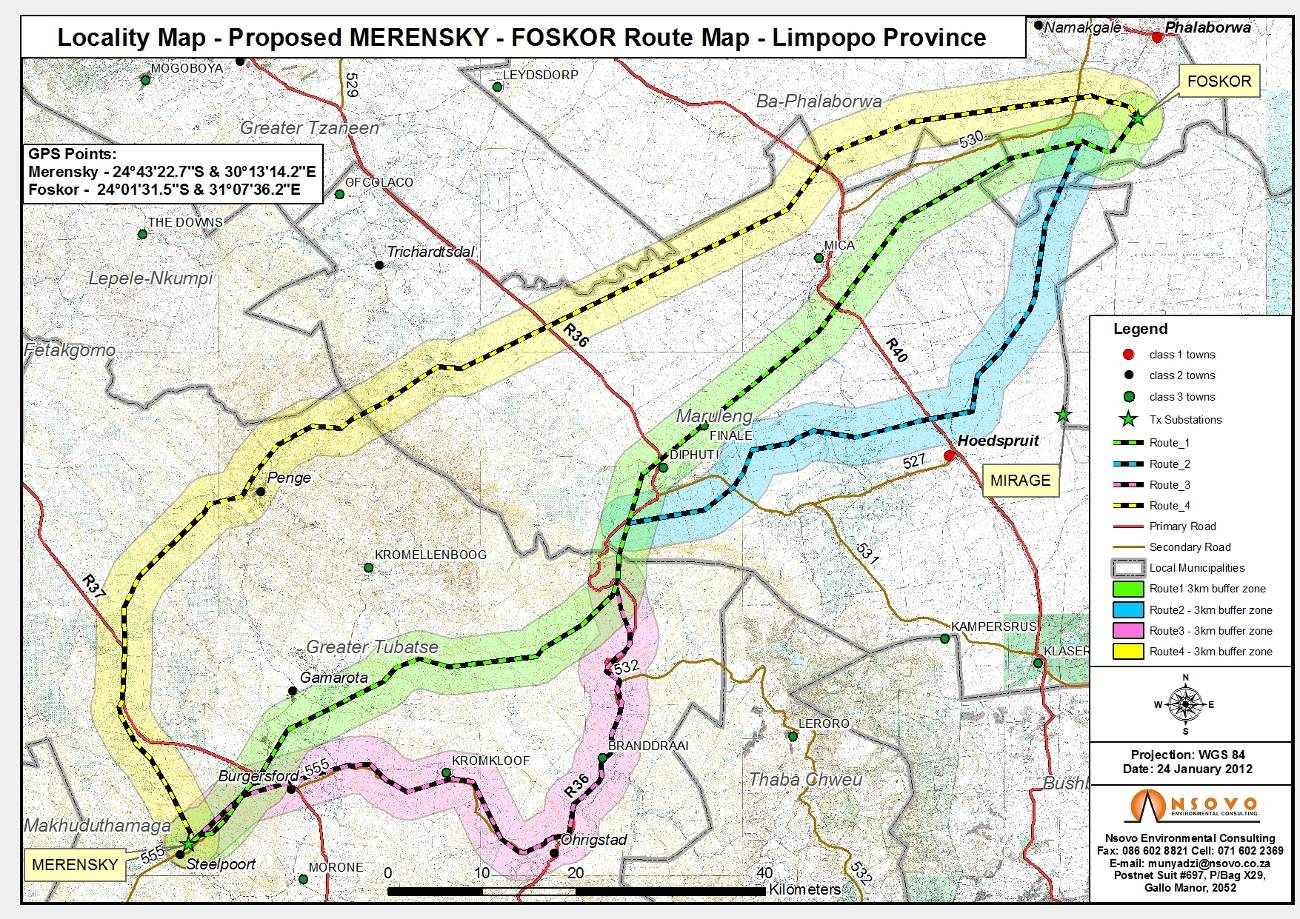 Locality Map - Proposed MERENSKY - FOSKOR Route Map - Limpopo Province
Namakgale
Phalaborwa
MOGOBOYA
529
LEYDSDORP
FOSKOR
Ba-Phalaborwa
Greater Tzaneen
530
GPS Points:
Merensky - 24°43'22.7"S & 30°13'14.2"E
Foskor - 24°01'31.5"S & 31°07'36.2"E
OFCOLACO
THE DOWNS
Trichardtsdal
MICA
Lepele-Nkumpi
R36
R40
Fetakgomo
Maruleng
FINALE
DIPHUTI
Hoedspruit
527
MIRAGE
Penge
KROMELLENBOOG
531
R37
KAMPERSRUS
KLASER
Greater Tubatse
532
Gamarota
LERORO
BRANDDRAAI
KROMKLOOF
Burgersford
555
R36
Thaba Chweu
Bushb
Makhuduthamaga
Ohrigstad
MERENSKY
555
Steelpoort
MORONE
532
0 10 20 40
Kilometers
Legend
class 1 towns
class 2 towns
class 3 towns
Tx Substations
Route_1
Route_2
Route_3
Route_4
Primary Road
Secondary Road
Local Municipalities
Route1 3km buffer zone
Route2 - 3km buffer zone
Route3 - 3km buffer zone
Route4 - 3km buffer zone
N
W E
S
Projection: WGS 84
Date: 24 January 2012
NSOVO
ENVIRONMENTAL CONSULTING
Nsovo Environmental Consulting
Fax: 086 602 8821 Cell: 071 602 2369
E-mail: munyadzi@nsovo.co.za
Postnet Suit #697, P/Bag X29,
Gallo Manor, 2052